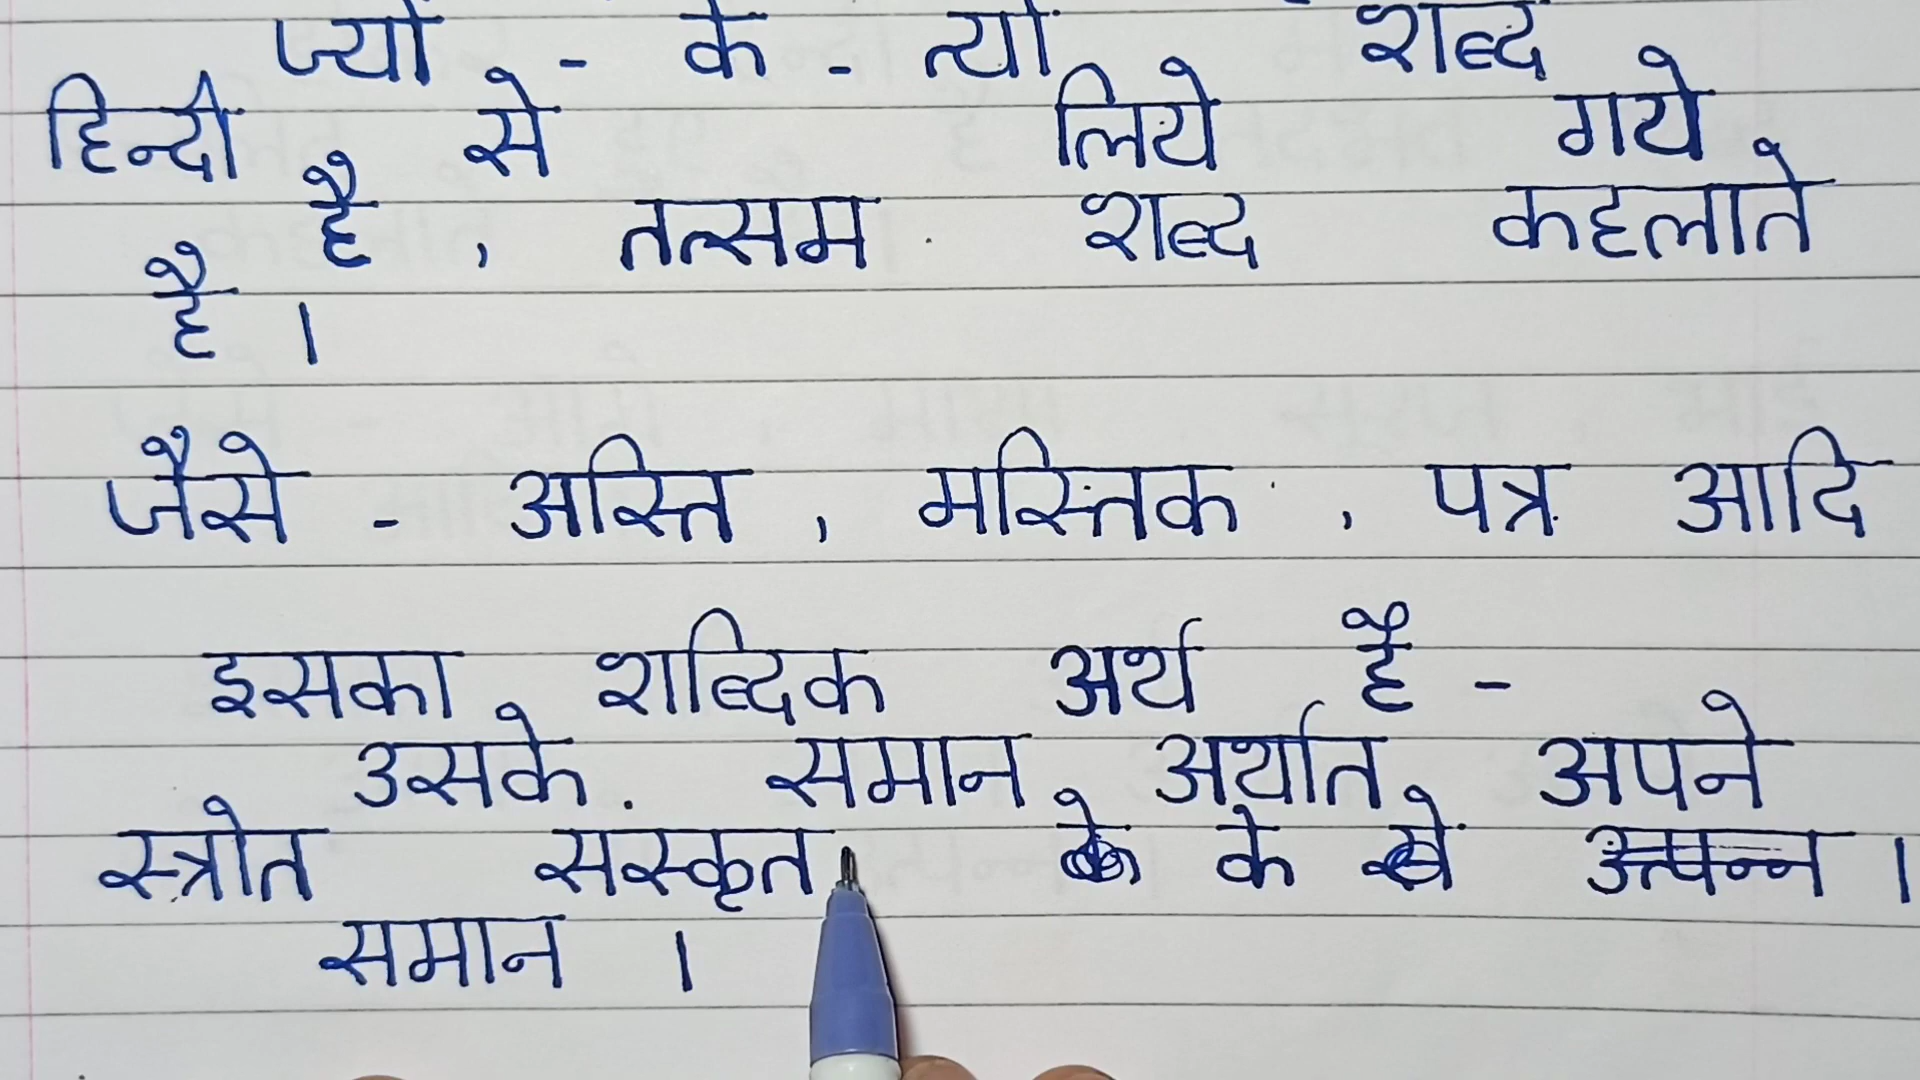 ज्यों - के - त्यों शब्द
हिन्दी से लिये गये
है , तत्सम शब्द कहलाते
है ।
जैसे - अस्ति , मस्तिक , पत्र आदि
इसका शाब्दिक अर्थ है -
उसके समान अर्थात अपने
स्त्रोत संस्कृत के उत्पन्न ।
समान ।